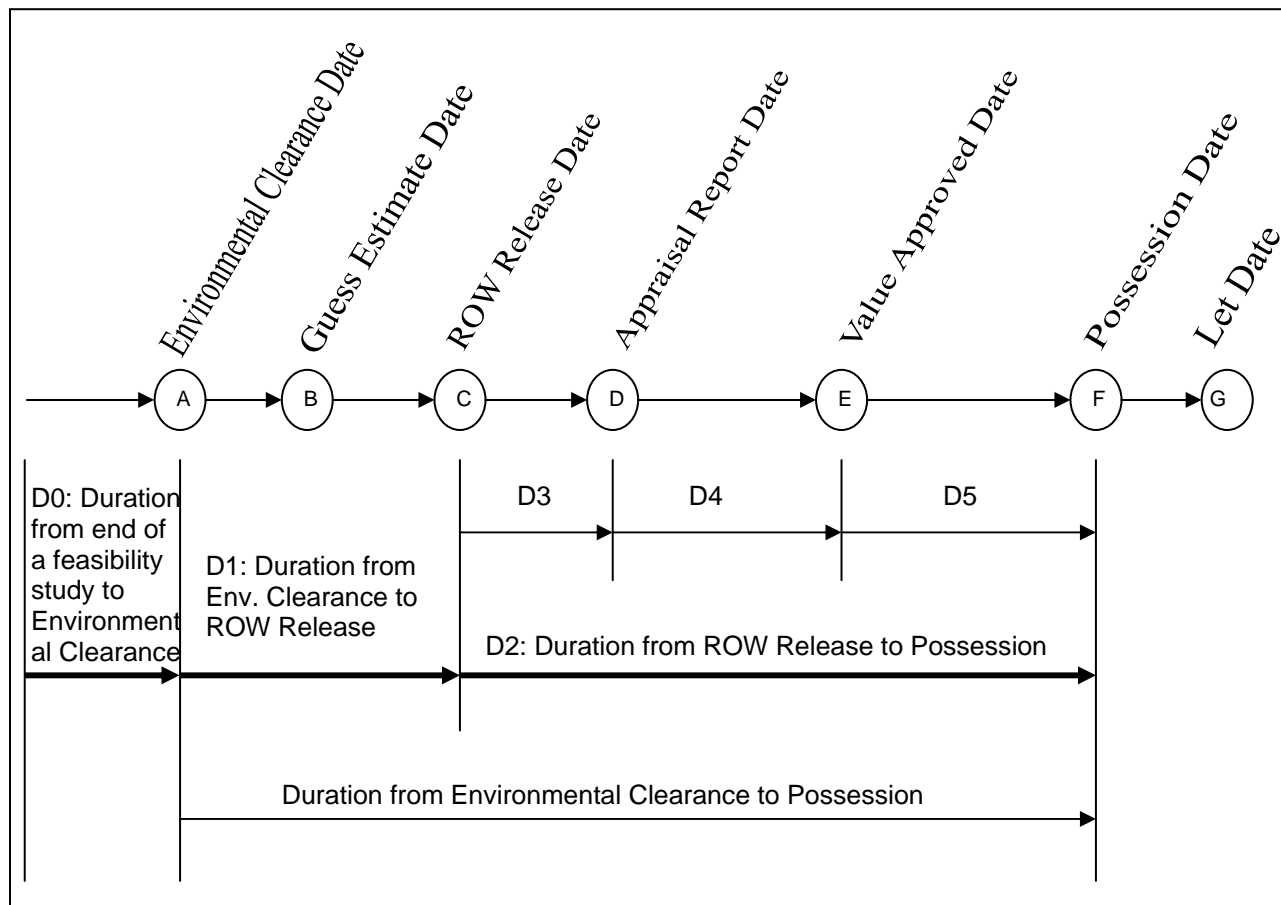 Environmental Clearance Date
Guess Estimate Date
ROW Release Date
Appraisal Report Date
Value Approved Date
Possession Date
Let Date
A
B
C
D
E
F
G
D0: Duration
from end of
a feasibility
study to
Environment
al Clearance
D1: Duration from
Env. Clearance to
ROW Release
D3
D4
D5
D2: Duration from ROW Release to Possession
Duration from Environmental Clearance to Possession